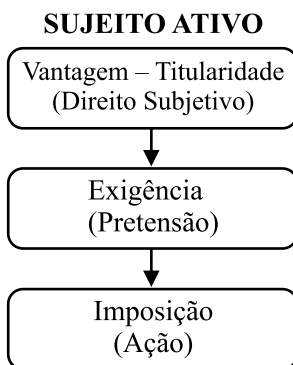 SUJEITO ATIVO
Vantagem – Titularidade
(Direito Subjetivo)
Exigência
(Pretensão)
Imposição
(Ação)